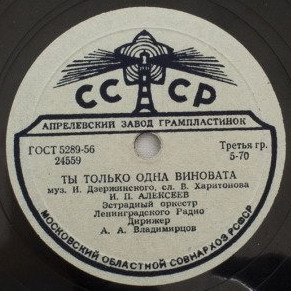 СССР
АПРЕЛЕВСКИЙ ЗАВОД ГРАМПЛАСТИНОК
ГОСТ 5289-56
24559
Третья гр.
5-70
ТЫ ТОЛЬКО ОДНА ВИНОВАТА
муз. И. Дзержинского, сл. В. Харитонова
И. П. АЛЕКСЕЕВ
Эстрадный оркестр
Ленинградского Радио
Дирижер
А. А. Владимирцов
МОСКОВСКИЙ ОБЛАСТНОЙ СОВНАРХОЗ РСФСР